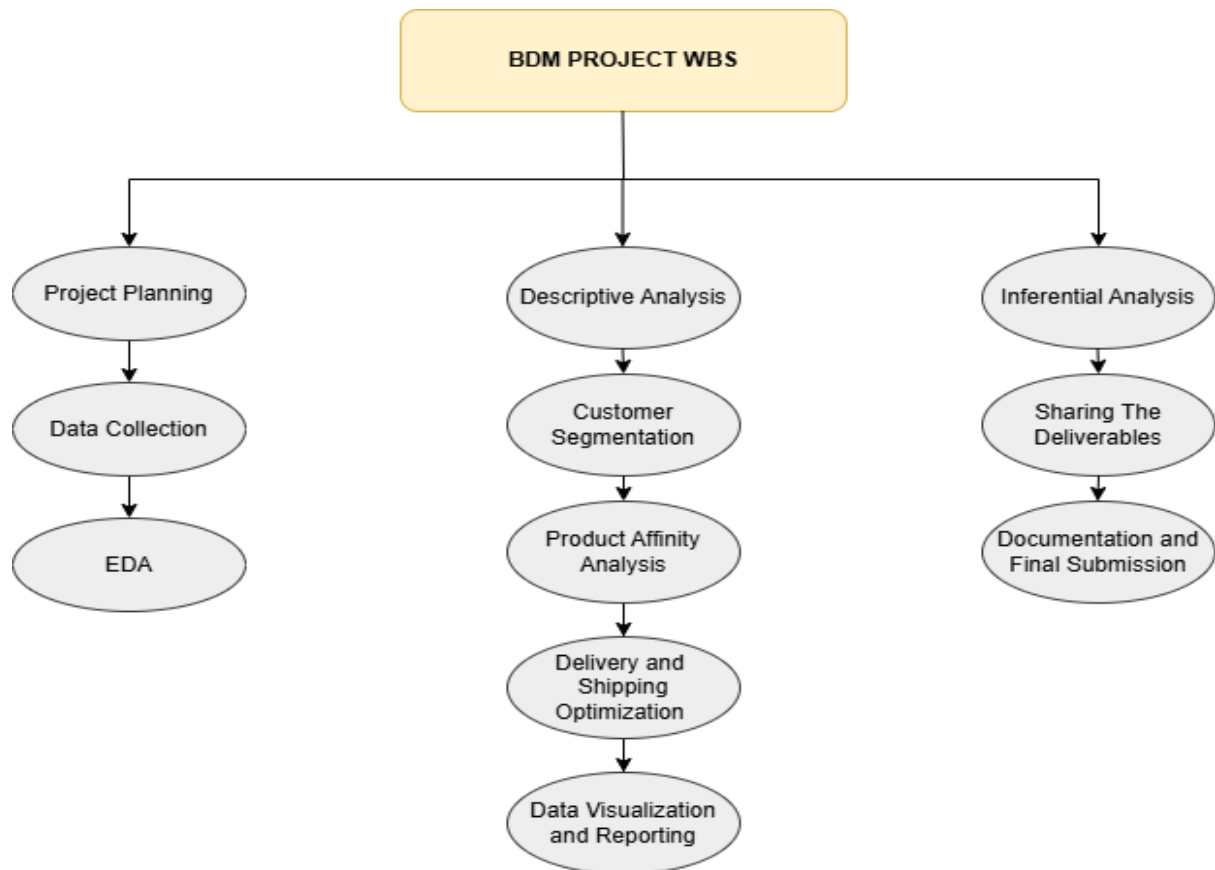 BDM PROJECT WBS
Project Planning
Data Collection
EDA
Descriptive Analysis
Customer
Segmentation
Product Affinity
Analysis
Delivery and
Shipping
Optimization
Data Visualization
and Reporting
Inferential Analysis
Sharing The
Deliverables
Documentation and
Final Submission